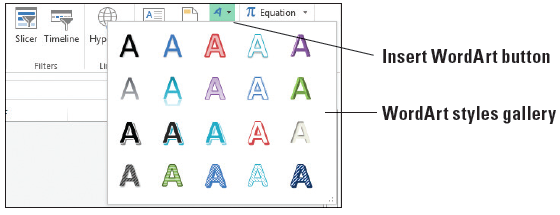 A
A
π Equation
Slicer
Timeline
Hyp
Filters
Li
A A A A A
A A A A A
A A A A A
A A A A A
Insert WordArt button
WordArt styles gallery